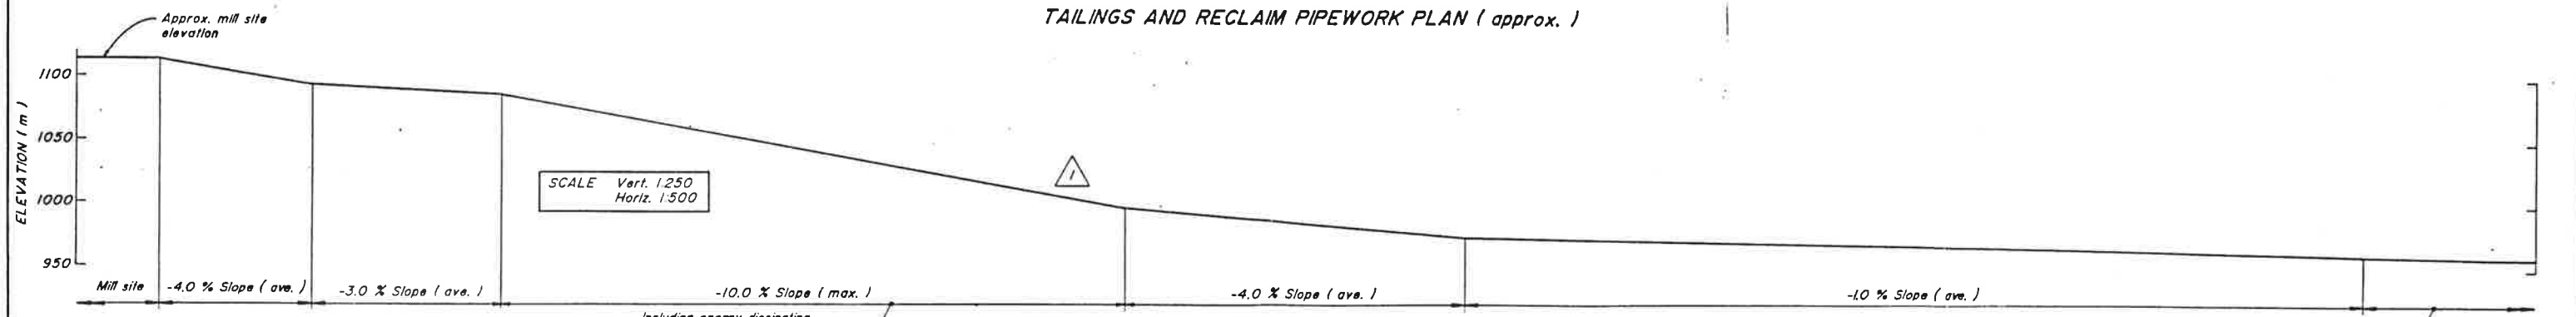 TAILINGS AND RECLAIM PIPEWORK PLAN ( approx. )
Approx. mill site
elevation
ELEVATION ( m )
1100
1050
1000
950
SCALE Vert. 1:250
Horiz. 1:500
1
Mill site
-4.0 % Slope ( ave. )
-3.0 % Slope ( ave. )
-10.0 % Slope ( max. )
-4.0 % Slope ( ave. )
-1.0 % Slope ( ave. )
Including energy dissipating